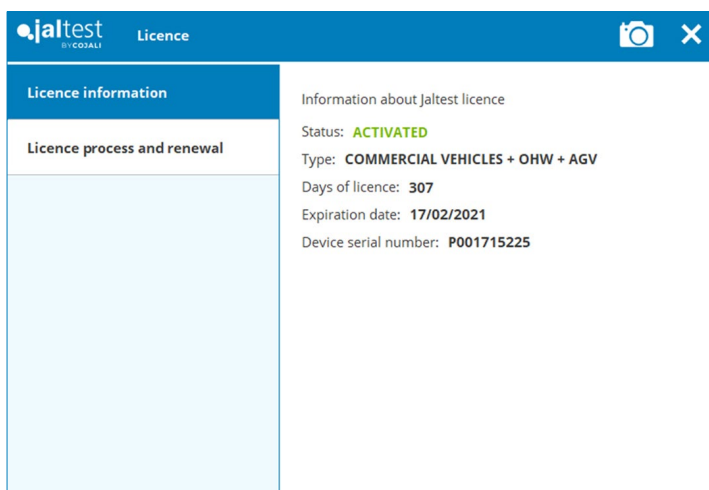 jaltest
BY COJALI
Licence
Licence information
Licence process and renewal
Information about Jaltest licence
Status: ACTIVATED
Type: COMMERCIAL VEHICLES + OHW + AGV
Days of licence: 307
Expiration date: 17/02/2021
Device serial number: P001715225